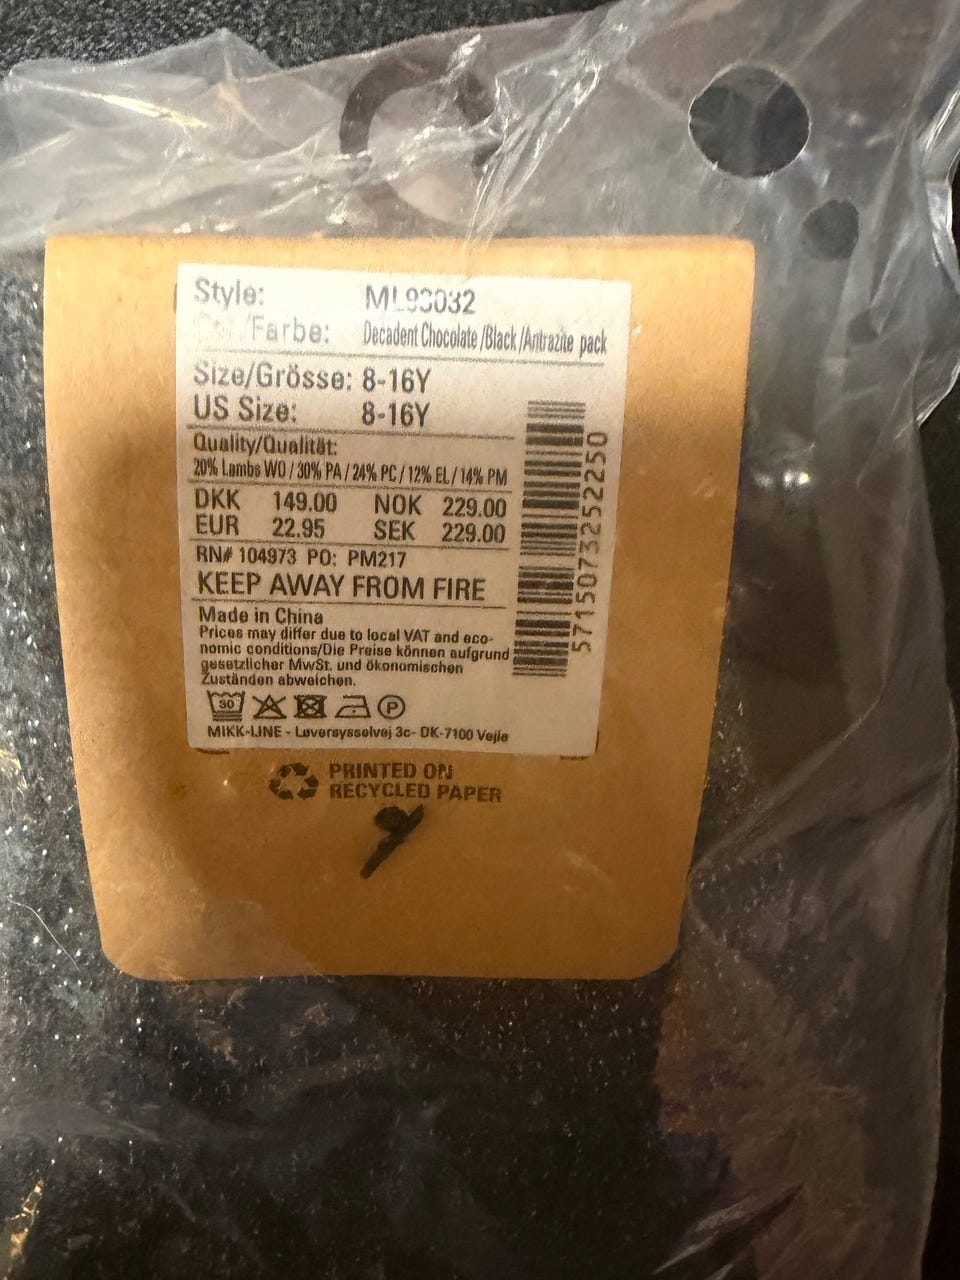 Style: ML93032
/Farbe: Decadent Chocolate /Black /Antrazite pack
Size/Grösse: 8-16Y
US Size: 8-16Y
Quality/Qualität:
20% Lambs WO / 30% PA / 24% PC / 12% EL / 14% PM
DKK 149.00 NOK 229.00
EUR 22.95 SEK 229.00
RN# 104973 PO: PM217
KEEP AWAY FROM FIRE
Made in China
Prices may differ due to local VAT and eco-
nomic conditions/Die Preise können aufgrund
gesetzlicher MwSt. und ökonomischen
Zuständen abweichen.
30 P
MIKK-LINE - Løversysselvej 3c- DK-7100 Vejle
5715073252250
PRINTED ON
RECYCLED PAPER